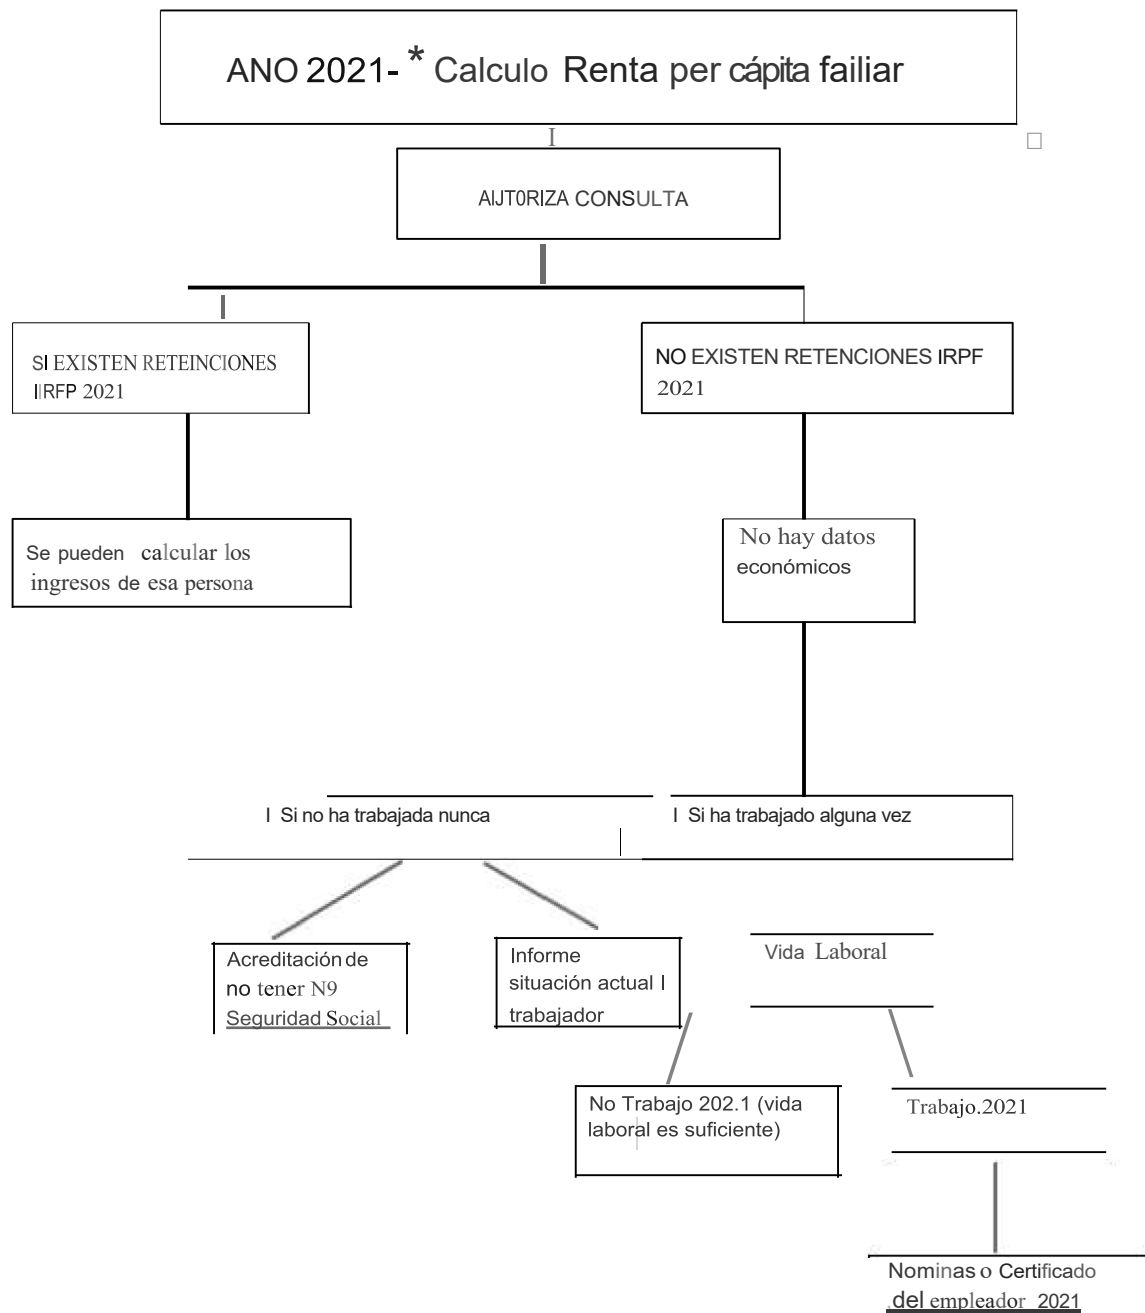 ANO 2021- * Calculo Renta per cápita failiar
I
AIJT0RIZA CONSULTA
SI EXISTEN RETEINCIONES
IIRFP 2021
NO EXISTEN RETENCIONES IRPF
2021
Se pueden calcular los
ingresos de esa persona
No hay datos
económicos
I Si no ha trabajada nunca
I Si ha trabajado alguna vez
Acreditación de
no tener N9
Seguridad Social
Informe
situación actual I
trabajador
Vida Laboral
No Trabajo 202.1 (vida
laboral es suficiente)
Trabajo.2021
Nominas o Certificado
.del empleador 2021